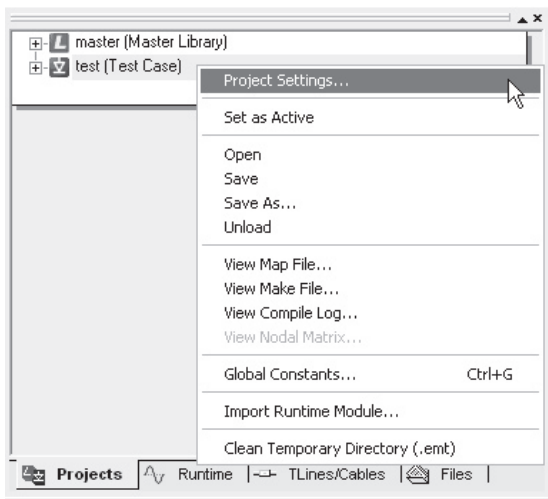 master (Master Library)
test (Test Case)
Project Settings...
Set as Active
Open
Save
Save As...
Unload
View Map File...
View Make File...
View Compile Log...
View Nodal Matrix...
Global Constants... Ctrl+G
Import Runtime Module...
Clean Temporary Directory (.emt)
Projects Runtime TLines/Cables Files